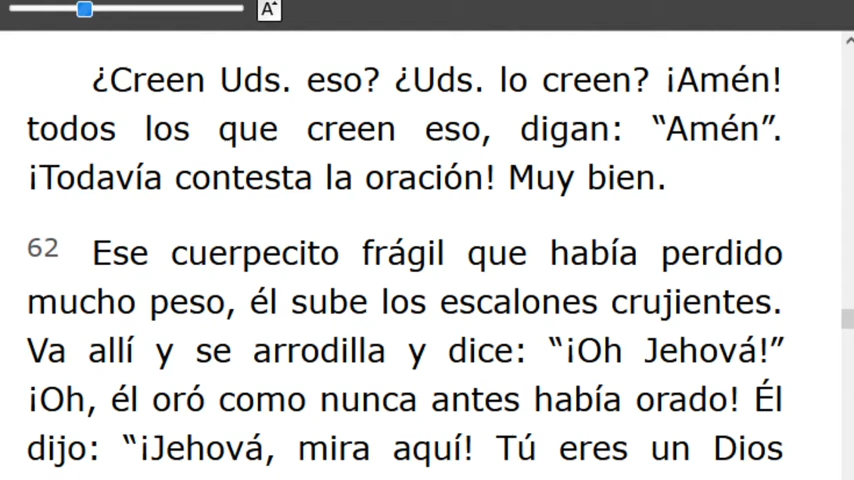 A
¿Creen Uds. eso? ¿Uds. lo creen? ¡Amén!
todos los que creen eso, digan: “Amén”.
¡Todavía contesta la oración! Muy bien.
62 Ese cuerpecito frágil que había perdido
mucho peso, él sube los escalones crujientes.
Va allí y se arrodilla y dice: “¡Oh Jehová!”
¡Oh, él oró como nunca antes había orado! Él
dijo: “¡Jehová, mira aquí! Tú eres un Dios